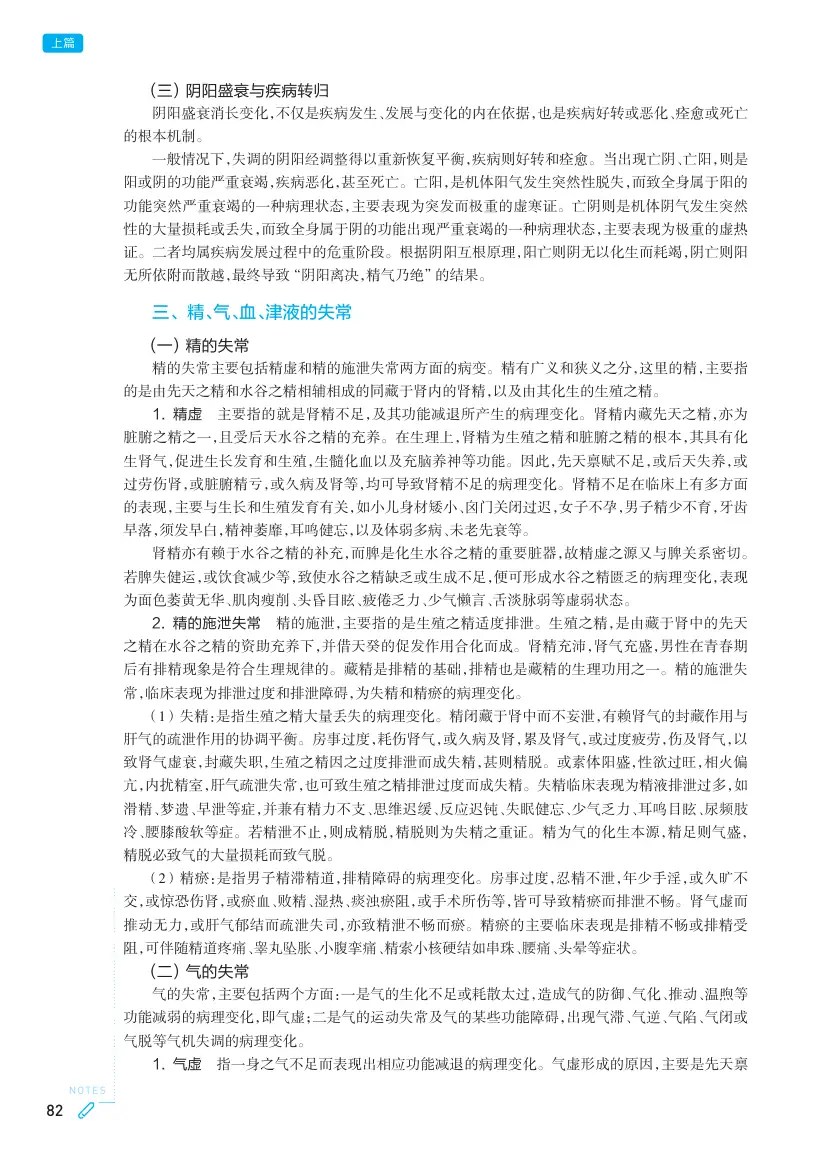 上篇
（三）阴阳盛衰与疾病转归
阴阳盛衰消长变化，不仅是疾病发生、发展与变化的内在依据，也是疾病好转或恶化、痊愈或死亡
的根本机制。
一般情况下，失调的阴阳经调整得以重新恢复平衡，疾病则好转和痊愈。当出现亡阴、亡阳，则是
阳或阴的功能严重衰竭，疾病恶化，甚至死亡。亡阳，是机体阳气发生突然性脱失，而致全身属于阳的
功能突然严重衰竭的一种病理状态，主要表现为突发而极重的虚寒证。亡阴则是机体阴气发生突然
性的大量损耗或丢失，而致全身属于阴的功能出现严重衰竭的一种病理状态，主要表现为极重的虚热
证。二者均属疾病发展过程中的危重阶段。根据阴阳互根原理，阳亡则阴无以化生而耗竭，阴亡则阳
无所依附而散越，最终导致“阴阳离决，精气乃绝”的结果。
三、精、气、血、津液的失常
（一）精的失常
精的失常主要包括精虚和精的施泄失常两方面的病变。精有广义和狭义之分，这里的精，主要指
的是由先天之精和水谷之精相辅相成的同藏于肾内的肾精，以及由其化生的生殖之精。
1. 精虚 主要指的就是肾精不足，及其功能减退所产生的病理变化。肾精内藏先天之精，亦为
脏腑之精之一，且受后天水谷之精的充养。在生理上，肾精为生殖之精和脏腑之精的根本，其具有化
生肾气，促进生长发育和生殖，生髓化血以及充脑养神等功能。因此，先天禀赋不足，或后天失养，或
过劳伤肾，或脏腑精亏，或久病及肾等，均可导致肾精不足的病理变化。肾精不足在临床上有多方面
的表现，主要与生长和生殖发育有关，如小儿身材矮小、囟门关闭过迟，女子不孕，男子精少不育，牙齿
早落，须发早白，精神萎靡，耳鸣健忘，以及体弱多病、未老先衰等。
肾精亦有赖于水谷之精的补充，而脾是化生水谷之精的重要脏器，故精虚之源又与脾关系密切。
若脾失健运，或饮食减少等，致使水谷之精缺乏或生成不足，便可形成水谷之精匮乏的病理变化，表现
为面色萎黄无华、肌肉瘦削、头昏目眩、疲倦乏力、少气懒言、舌淡脉弱等虚弱状态。
2. 精的施泄失常 精的施泄，主要指的是生殖之精适度排泄。生殖之精，是由藏于肾中的先天
之精在水谷之精的资助充养下，并借天癸的促发作用合化而成。肾精充沛，肾气充盛，男性在青春期
后有排精现象是符合生理规律的。藏精是排精的基础，排精也是藏精的生理功用之一。精的施泄失
常，临床表现为排泄过度和排泄障碍，为失精和精瘀的病理变化。
（1）失精：是指生殖之精大量丢失的病理变化。精闭藏于肾中而不妄泄，有赖肾气的封藏作用与
肝气的疏泄作用的协调平衡。房事过度，耗伤肾气，或久病及肾，累及肾气，或过度疲劳，伤及肾气，以
致肾气虚衰，封藏失职，生殖之精因之过度排泄而成失精，甚则精脱。或素体阳盛，性欲过旺，相火偏
亢，内扰精室，肝气疏泄失常，也可致生殖之精排泄过度而成失精。失精临床表现为精液排泄过多，如
滑精、梦遗、早泄等症，并兼有精力不支、思维迟缓、反应迟钝、失眠健忘、少气乏力、耳鸣目眩、尿频肢
冷、腰膝酸软等症。若精泄不止，则成精脱，精脱则为失精之重证。精为气的化生本源，精足则气盛，
精脱必致气的大量损耗而致气脱。
（2）精瘀：是指男子精滞精道，排精障碍的病理变化。房事过度，忍精不泄，年少手淫，或久旷不
交，或惊恐伤肾，或瘀血、败精、湿热、痰浊瘀阻，或手术所伤等，皆可导致精瘀而排泄不畅。肾气虚而
推动无力，或肝气郁结而疏泄失司，亦致精泄不畅而瘀。精瘀的主要临床表现是排精不畅或排精受
阻，可伴随精道疼痛、睾丸坠胀、小腹挛痛、精索小核硬结如串珠、腰痛、头晕等症状。
（二）气的失常
气的失常，主要包括两个方面：一是气的生化不足或耗散太过，造成气的防御、气化、推动、温煦等
功能减弱的病理变化，即气虚；二是气的运动失常及气的某些功能障碍，出现气滞、气逆、气陷、气闭或
气脱等气机失调的病理变化。
1. 气虚 指一身之气不足而表现出相应功能减退的病理变化。气虚形成的原因，主要是先天禀
NOTES
82